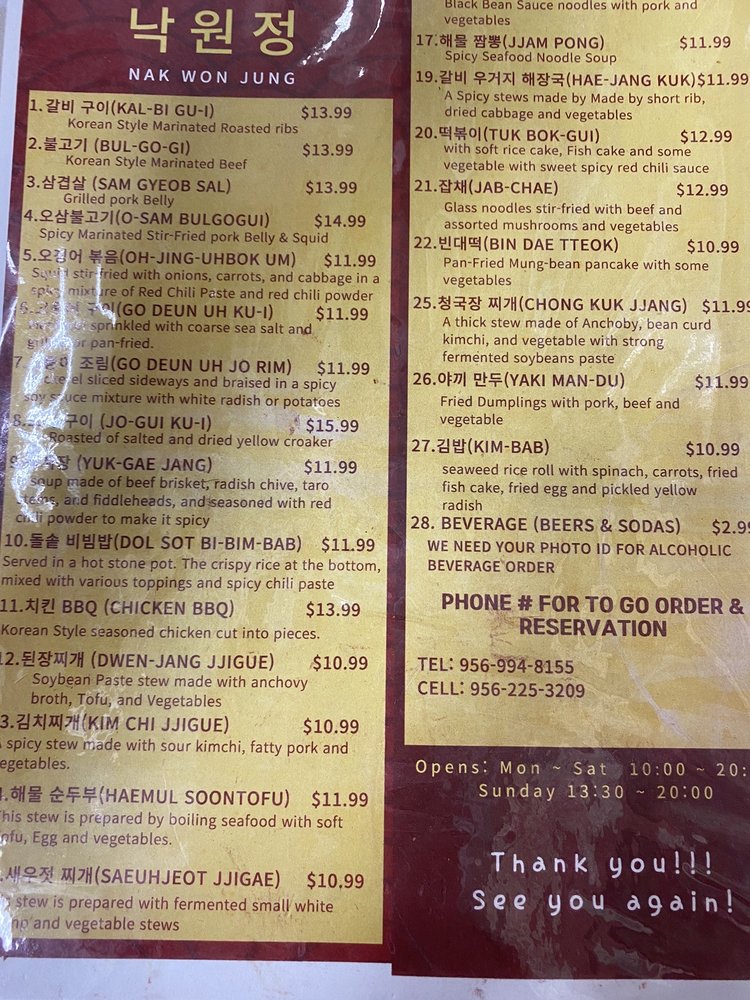 낙원정
NAK WON JUNG
1.갈비 구이(KAL-BI GU-I) $13.99
Korean Style Marinated Roasted ribs
2.불고기 (BUL-GO-GI) $13.99
Korean Style Marinated Beef
3.삼겹살 (SAM GYEOB SAL) $13.99
Grilled pork Belly
4.오삼불고기(O-SAM BULGOGUI) $14.99
Spicy Marinated Stir-Fried pork Belly & Squid
5.오징어 볶음(OH-JING-UHBOK UM) $11.99
Squid stir-fried with onions, carrots, and cabbage in a
spicy mixture of Red Chili Paste and red chili powder
구이(GO DEUN UH KU-I) $11.99
sprinkled with coarse sea salt and
or pan-fried.
7. 조림(GO DEUN UH JO RIM) $11.99
sliced sideways and braised in a spicy
soy sauce mixture with white radish or potatoes
8. 구이 (JO-GUI KU-I) $15.99
Roasted of salted and dried yellow croaker
9. (YUK-GAE JANG) $11.99
soup made of beef brisket, radish chive, taro
stems, and fiddleheads, and seasoned with red
chili powder to make it spicy
10.돌솥 비빔밥(DOL SOT BI-BIM-BAB) $11.99
Served in a hot stone pot. The crispy rice at the bottom,
mixed with various toppings and spicy chili paste
11.치킨 BBQ (CHICKEN BBQ) $13.99
Korean Style seasoned chicken cut into pieces.
12.된장찌개 (DWEN-JANG JJIGUE) $10.99
Soybean Paste stew made with anchovy
broth, Tofu, and Vegetables
3.김치찌개(KIM CHI JJIGUE) $10.99
spicy stew made with sour kimchi, fatty pork and
vegetables.
.해물 순두부(HAEMUL SOONTOFU) $11.99
This stew is prepared by boiling seafood with soft
tofu, Egg and vegetables.
.새우젓 찌개(SAEUHJEOT JJIGAE) $10.99
stew is prepared with fermented small white
and vegetable stews
Black Bean Sauce noodles with pork and
vegetables
17.해물 짬뽕(JJAM PONG) $11.99
Spicy Seafood Noodle Soup
19.갈비 우거지 해장국(HAE-JANG KUK)$11.99
A Spicy stews made by Made by short rib,
dried cabbage and vegetables
20.떡볶이(TUK BOK-GUI) $12.99
with soft rice cake, Fish cake and some
vegetable with sweet spicy red chili sauce
21.잡채(JAB-CHAE) $12.99
Glass noodles stir-fried with beef and
assorted mushrooms and vegetables
22.빈대떡(BIN DAE TTEOK) $10.99
Pan-Fried Mung-bean pancake with some
vegetables
25.청국장 찌개(CHONG KUK JJANG) $11.99
A thick stew made of Anchoby, bean curd
kimchi, and vegetable with strong
fermented soybeans paste
26.야끼 만두(YAKI MAN-DU) $11.99
Fried Dumplings with pork, beef and
vegetable
27.김밥(KIM-BAB) $10.99
seaweed rice roll with spinach, carrots, fried
fish cake, fried egg and pickled yellow
radish
28. BEVERAGE (BEERS & SODAS) $2.99
WE NEED YOUR PHOTO ID FOR ALCOHOLIC
BEVERAGE ORDER
PHONE # FOR TO GO ORDER &
RESERVATION
TEL: 956-994-8155
CELL: 956-225-3209
Opens: Mon ~ Sat 10:00 ~ 20:
Sunday 13:30 ~ 20:00
Thank you!!!
See you again!